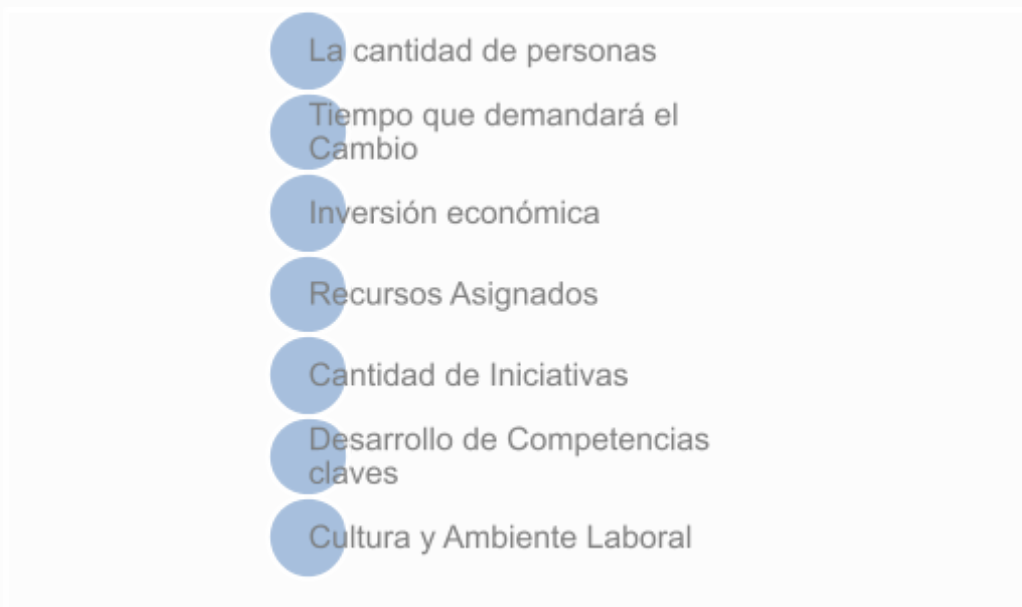 La cantidad de personas
Tiempo que demandará el
Cambio
Inversión económica
Recursos Asignados
Cantidad de Iniciativas
Desarrollo de Competencias
claves
Cultura y Ambiente Laboral